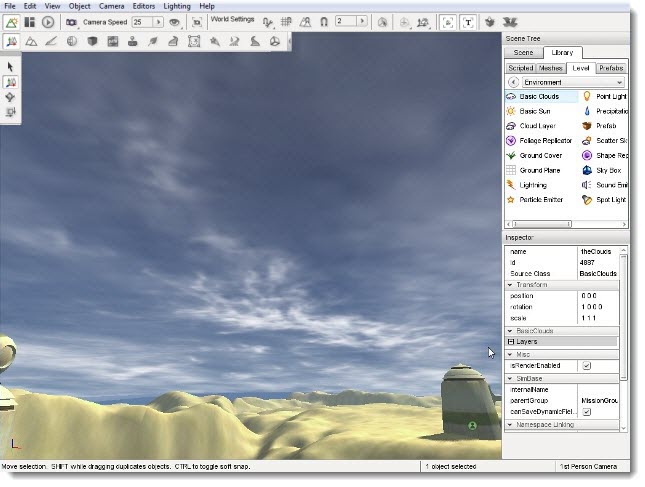 File Edit View Object Camera Editors Lighting Help
Camera Speed 25 World Settings 2
Scene Tree
Scene Library
Scripted Meshes Level Prefabs
Environment
Basic Clouds Point Light
Basic Sun Precipitatio
Cloud Layer Prefab
Foliage Replicator Scatter Sk
Ground Cover Shape Rep
Ground Plane Sky Box
Lightning Sound Emi
Particle Emitter Spot Light
Inspector
name theClouds
id 4887
Source Class BasicClouds
Transform
position 0 0 0
rotation 1 0 0 0
scale 1 1 1
BasicClouds
Layers
Misc
isRenderEnabled
SimBase
internalName
parentGroup MissionGrou
canSaveDynamicFiel...
Namespace Linking
Move selection. SHIFT while dragging duplicates objects. CTRL to toggle soft snap. 1 object selected 1st Person Camera